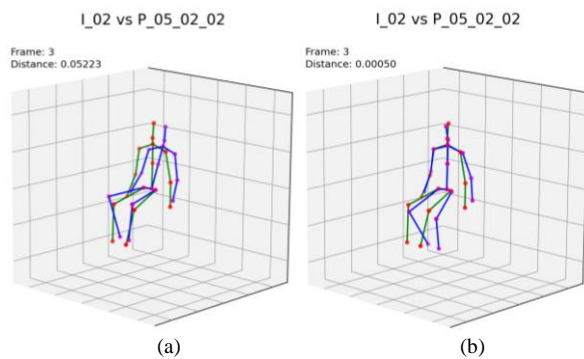 I_02 vs P_05_02_02
Frame: 3
Distance: 0.05223
(a)
I_02 vs P_05_02_02
Frame: 3
Distance: 0.00050
(b)